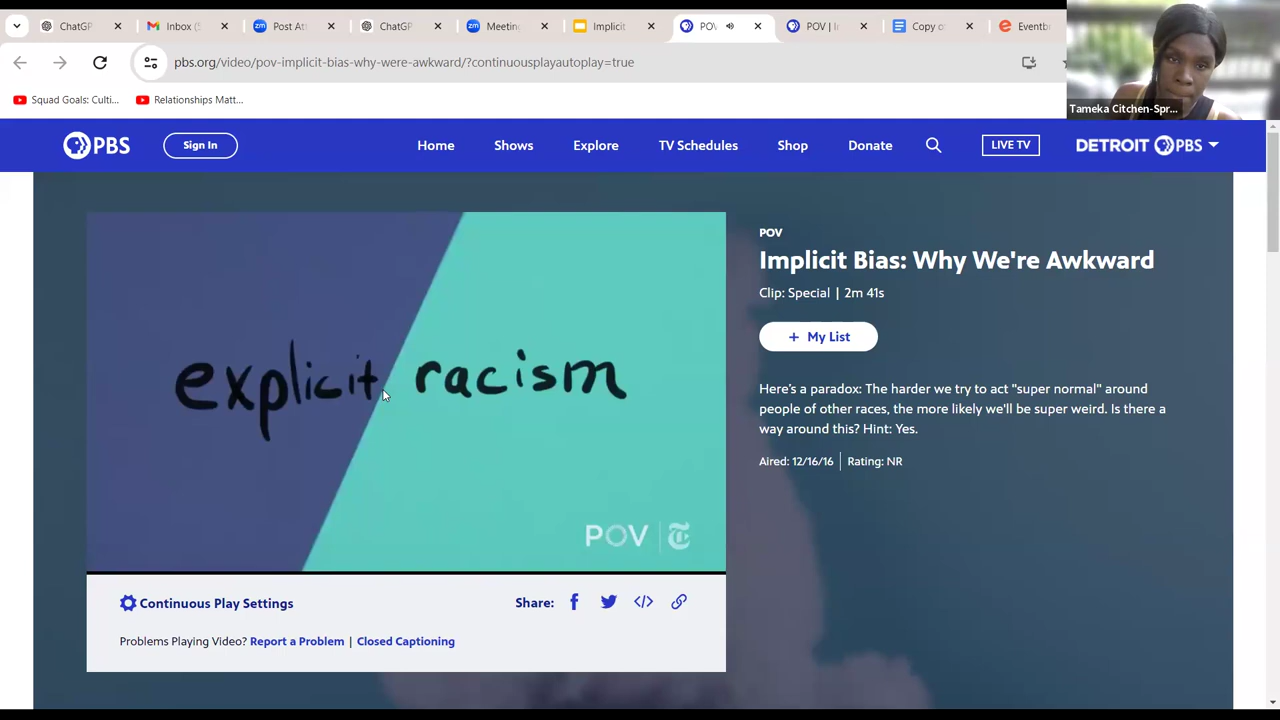 ChatGP
Inbox (
Post Att
ChatGP
Meeting
Implicit
POV
POV | I
Copy o
Eventb
pbs.org/video/pov-implicit-bias-why-were-awkward/?continuousplayautoplay=true
Squad Goals: Culti...
Relationships Matt...
Tameka Citchen-Spr...
PBS
Sign In
Home
Shows
Explore
TV Schedules
Shop
Donate
LIVE TV
DETROIT PBS
explicit racism
POV
POV
Implicit Bias: Why We're Awkward
Clip: Special | 2m 41s
+ My List
Here's a paradox: The harder we try to act "super normal" around
people of other races, the more likely we'll be super weird. Is there a
way around this? Hint: Yes.
Aired: 12/16/16 | Rating: NR
Continuous Play Settings
Share:
Problems Playing Video? Report a Problem | Closed Captioning